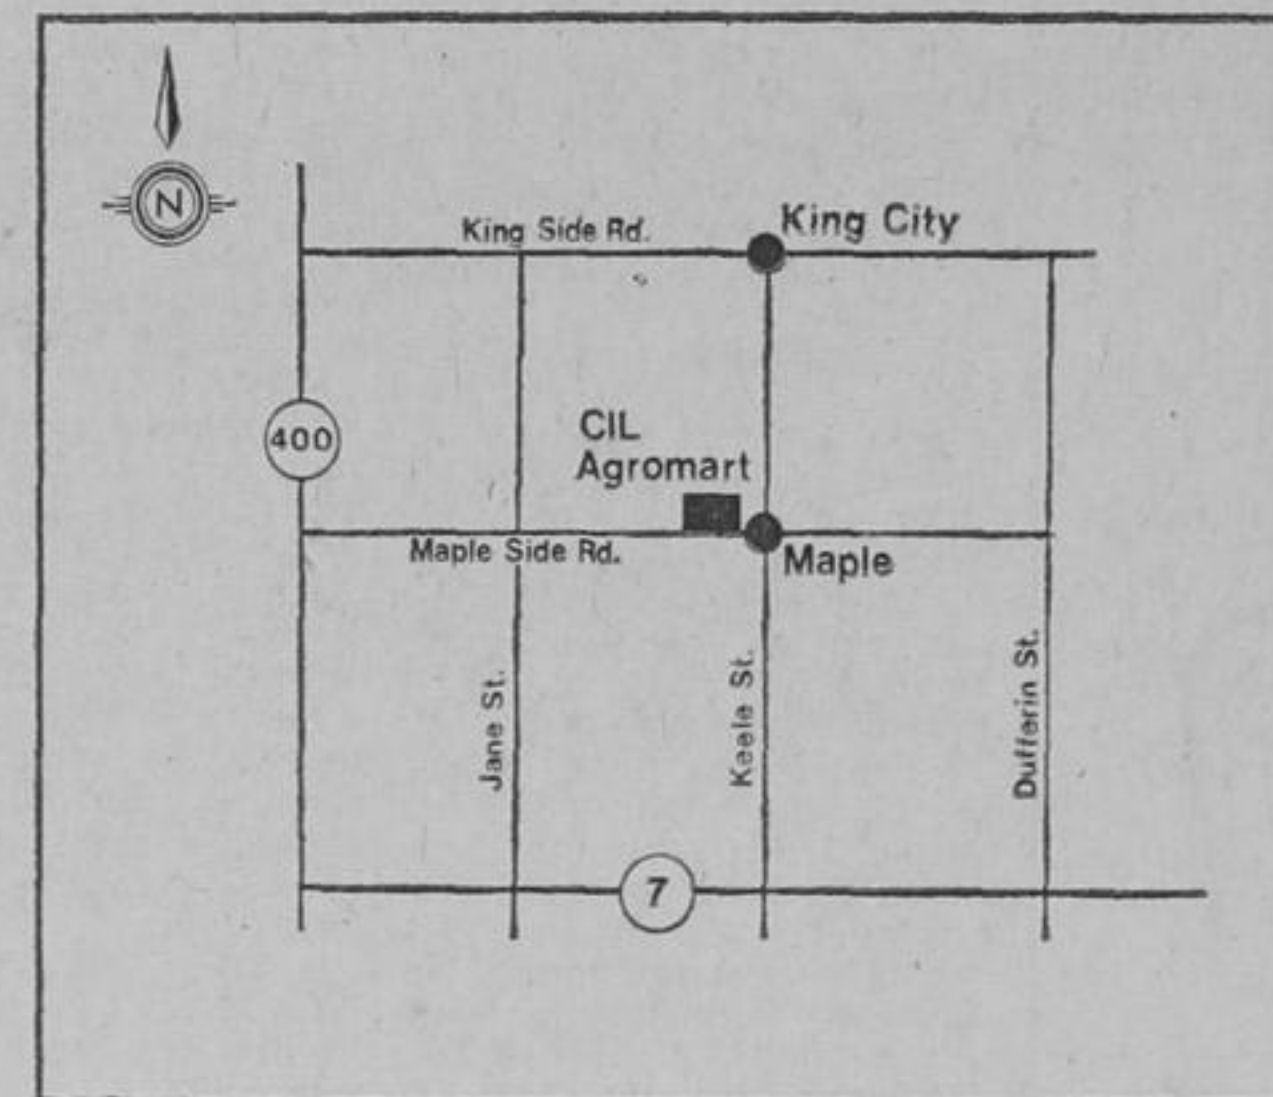 N
King Side Rd.
King City
400
CIL
Agromart
Maple Side Rd.
Maple
Jane St.
Keele St.
Dufferin St.
7